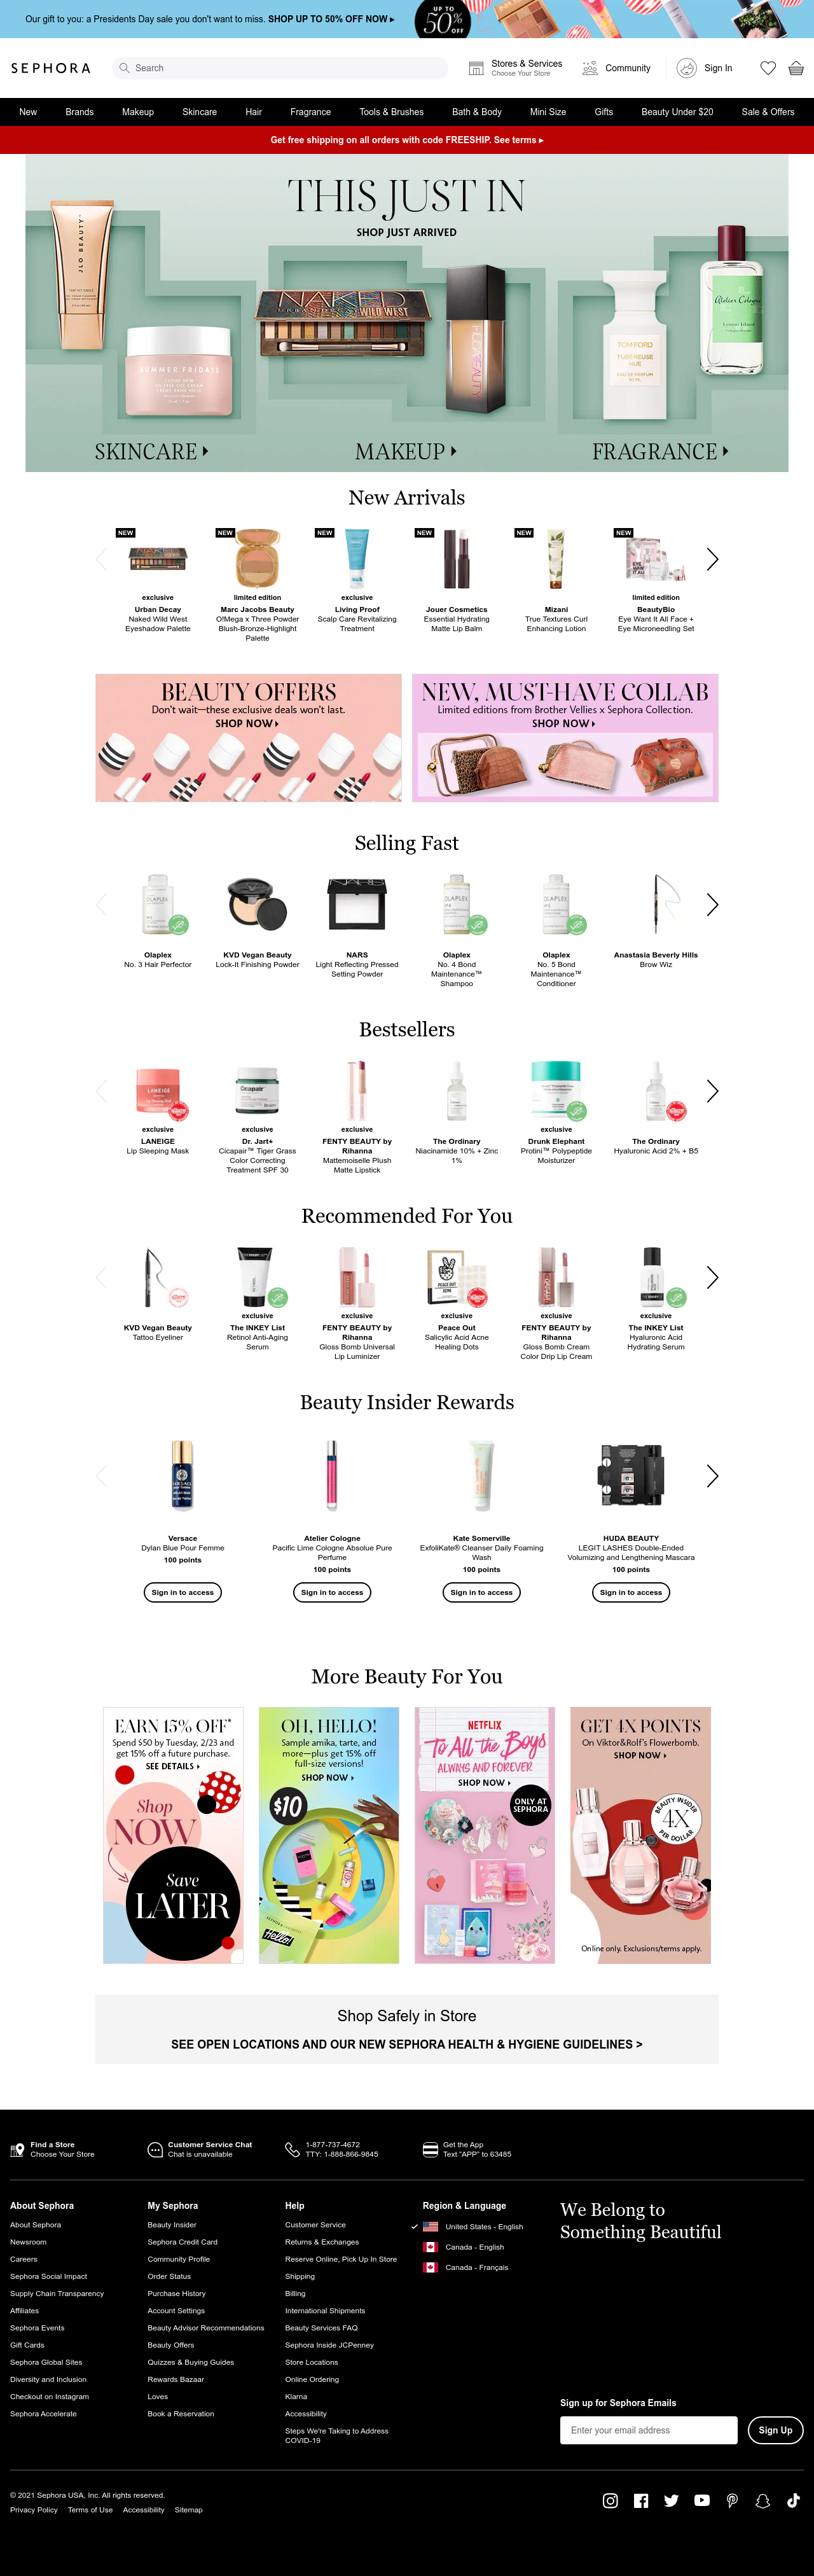 Our gift to you: a Presidents Day sale you don't want to miss. SHOP UP TO 50% OFF NOW ▸
UP TO
50%
OFF
SEPHORA
Search
Stores & Services
Choose Your Store
Community
Sign In
New
Brands
Makeup
Skincare
Hair
Fragrance
Tools & Brushes
Bath & Body
Mini Size
Gifts
Beauty Under $20
Sale & Offers
Get free shipping on all orders with code FREESHIP. See terms ▸
THIS JUST IN
SHOP JUST ARRIVED
JLO BEAUTY
SUMMER FRIDAYS
NAKED
URBAN DECAY WILD WEST
HUDA BEAUTY
TOM FORD
TUBEREUSE
NUE
EAU DE PARFUM
Atelier Cologne
SKINCARE
MAKEUP
FRAGRANCE
New Arrivals
NEW
NEW
NEW
NEW
NEW
NEW
exclusive
Urban Decay
Naked Wild West
Eyeshadow Palette
limited edition
Marc Jacobs Beauty
O!Mega x Three Powder
Blush-Bronze-Highlight
Palette
exclusive
Living Proof
Scalp Care Revitalizing
Treatment
Jouer Cosmetics
Essential Hydrating
Matte Lip Balm
Mizani
True Textures Curl
Enhancing Lotion
limited edition
BeautyBio
Eye Want It All Face +
Eye Microneedling Set
BEAUTY OFFERS
Don't wait—these exclusive deals won't last.
SHOP NOW
NEW, MUST-HAVE COLLAB
Limited editions from Brother Vellies x Sephora Collection.
SHOP NOW
Selling Fast
OLAPLEX
NARS
OLAPLEX
OLAPLEX
Olaplex
No. 3 Hair Perfector
KVD Vegan Beauty
Lock-It Finishing Powder
NARS
Light Reflecting Pressed
Setting Powder
Olaplex
No. 4 Bond
Maintenance™
Shampoo
Olaplex
No. 5 Bond
Maintenance™
Conditioner
Anastasia Beverly Hills
Brow Wiz
Bestsellers
LANEIGE
Cicapair
exclusive
LANEIGE
Lip Sleeping Mask
exclusive
Dr. Jart+
Cicapair™ Tiger Grass
Color Correcting
Treatment SPF 30
exclusive
FENTY BEAUTY by
Rihanna
Mattemoiselle Plush
Matte Lipstick
The Ordinary
Niacinamide 10% + Zinc
1%
exclusive
Drunk Elephant
Protini™ Polypeptide
Moisturizer
The Ordinary
Hyaluronic Acid 2% + B5
Recommended For You
PEACE OUT
ACNE
KVD Vegan Beauty
Tattoo Eyeliner
exclusive
The INKEY List
Retinol Anti-Aging
Serum
exclusive
FENTY BEAUTY by
Rihanna
Gloss Bomb Universal
Lip Luminizer
exclusive
Peace Out
Salicylic Acid Acne
Healing Dots
exclusive
FENTY BEAUTY by
Rihanna
Gloss Bomb Cream
Color Drip Lip Cream
exclusive
The INKEY List
Hyaluronic Acid
Hydrating Serum
Beauty Insider Rewards
Versace
Dylan Blue Pour Femme
100 points
Sign in to access
Atelier Cologne
Pacific Lime Cologne Absolue Pure
Perfume
100 points
Sign in to access
Kate Somerville
ExfoliKate® Cleanser Daily Foaming
Wash
100 points
Sign in to access
HUDA BEAUTY
LEGIT LASHES Double-Ended
Volumizing and Lengthening Mascara
100 points
Sign in to access
More Beauty For You
EARN 15% OFF*
Spend $50 by Tuesday, 2/23 and
get 15% off a future purchase.
SEE DETAILS
Shop
NOW
Save
LATER
OH, HELLO!
Sample amika, tarte, and
more—plus get 15% off
full-size versions!
SHOP NOW
$10
Hello!
NETFLIX
To All the Boys
ALWAYS AND FOREVER
SHOP NOW
ONLY AT
SEPHORA
GET 4X POINTS
On Viktor&Rolf's Flowerbomb.
SHOP NOW
BEAUTY INSIDER
4X
PER DOLLAR
Online only. Exclusions/terms apply.
Shop Safely in Store
SEE OPEN LOCATIONS AND OUR NEW SEPHORA HEALTH & HYGIENE GUIDELINES >
Find a Store
Choose Your Store
Customer Service Chat
Chat is unavailable
1-877-737-4672
TTY: 1-888-866-9845
Get the App
Text "APP" to 63485
About Sephora
About Sephora
Newsroom
Careers
Sephora Social Impact
Supply Chain Transparency
Affiliates
Sephora Events
Gift Cards
Sephora Global Sites
Diversity and Inclusion
Checkout on Instagram
Sephora Accelerate
My Sephora
Beauty Insider
Sephora Credit Card
Community Profile
Order Status
Purchase History
Account Settings
Beauty Advisor Recommendations
Beauty Offers
Quizzes & Buying Guides
Rewards Bazaar
Loves
Book a Reservation
Help
Customer Service
Returns & Exchanges
Reserve Online, Pick Up In Store
Shipping
Billing
International Shipments
Beauty Services FAQ
Sephora Inside JCPenney
Store Locations
Online Ordering
Klarna
Accessibility
Steps We're Taking to Address
COVID-19
Region & Language
United States - English
Canada - English
Canada - Français
We Belong to
Something Beautiful
Sign up for Sephora Emails
Enter your email address
Sign Up
© 2021 Sephora USA, Inc. All rights reserved.
Privacy Policy
Terms of Use
Accessibility
Sitemap